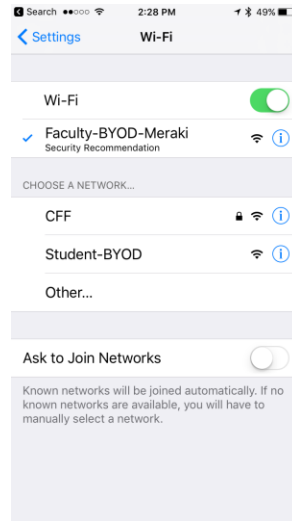 Search 2:28 PM 49%
Settings Wi-Fi
Wi-Fi
Faculty-BYOD-Meraki
Security Recommendation
CHOOSE A NETWORK...
CFF
Student-BYOD
Other...
Ask to Join Networks
Known networks will be joined automatically. If no
known networks are available, you will have to
manually select a network.